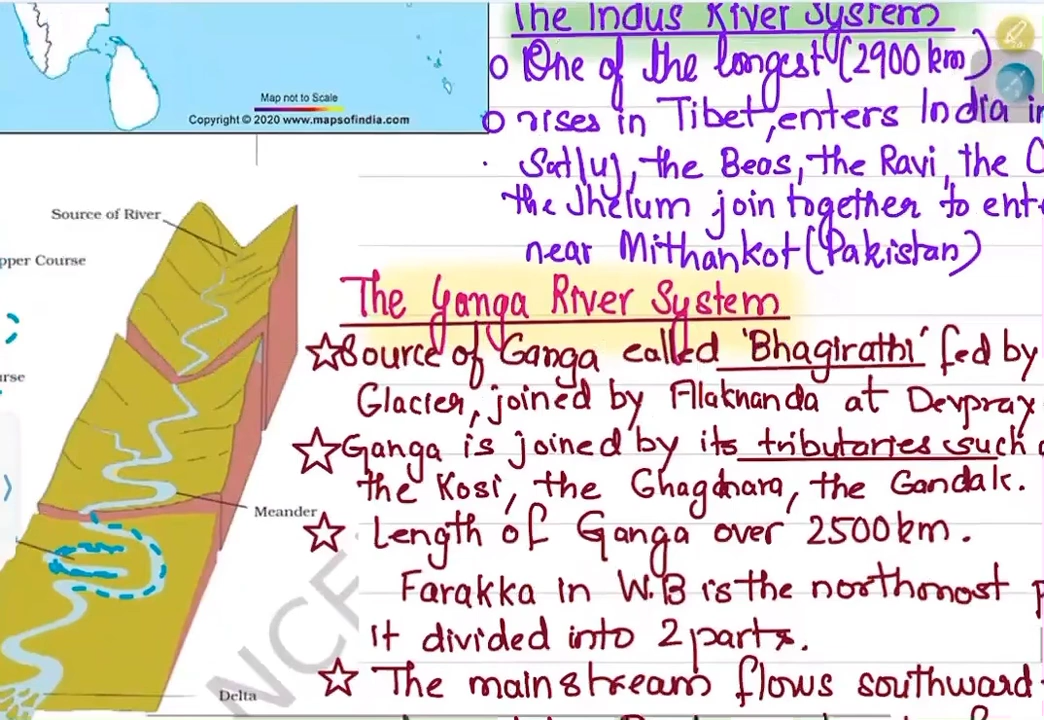 The Indus River System
o One of the longest (2900 km)
o rises in Tibet, enters India in
Satluj, the Beas, the Ravi, the C
the Jhelum join together to ent
near Mithankot (Pakistan)
Map not to Scale
Copyright © 2020 www.mapsofindia.com
Source of River
pper Course
rse
Meander
Delta
NCF
The Ganga River System
☆ Source of Ganga called 'Bhagirathi' fed by
Glacier, joined by Allaknanda at Devpray
☆ Ganga is joined by its tributaries such
the Kosi, the Ghaghara, the Gandak.
☆ Length of Ganga over 2500km.
Farakka in W.B is the northmost p
it divided into 2 parts.
☆ The mainstream flows southward